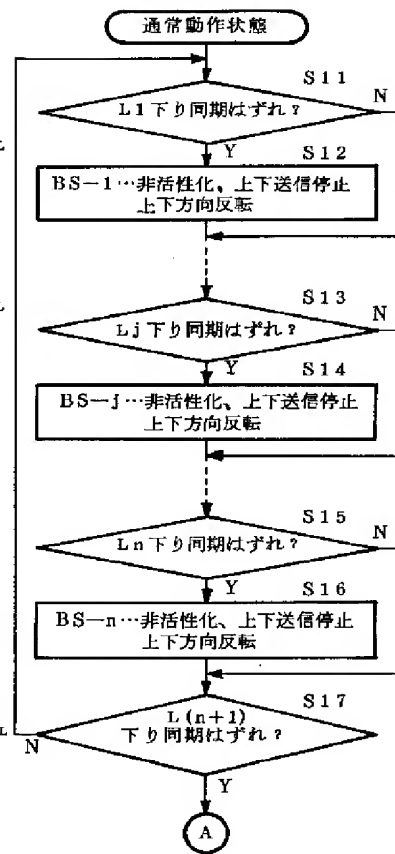 通常動作状態
S11
L1下り同期はずれ?
N
Y
S12
BS−1…非活性化、上下送信停止
上下方向反転
S13
Lj下り同期はずれ?
N
Y
S14
BS−j…非活性化、上下送信停止
上下方向反転
S15
Ln下り同期はずれ?
N
Y
S16
BS−n…非活性化、上下送信停止
上下方向反転
S17
L(n+1)
下り同期はずれ?
N
Y
A